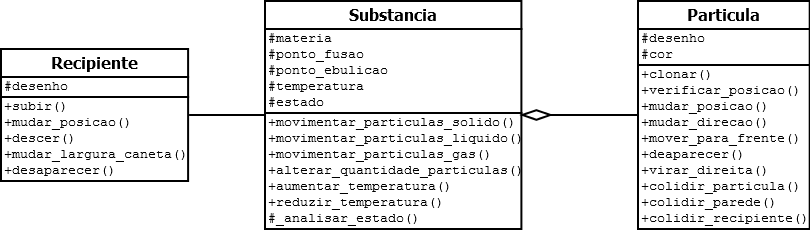 Recipiente
#desenho
+subir()
+mudar_posicao()
+descer()
+mudar_largura_caneta()
+desaparecer()
Substancia
#materia
#ponto_fusao
#ponto_ebulicao
#temperatura
#estado
+movimentar_particulas_solido()
+movimentar_particulas_liquido()
+movimentar_particulas_gas()
+alterar_quantidade_particulas()
+aumentar_temperatura()
+reduzir_temperatura()
#_analisar_estado()
Particula
#desenho
#cor
+clonar()
+verificar_posicao()
+mudar_posicao()
+mudar_direcao()
+mover_para_frente()
+deaparecer()
+virar_direita()
+colidir_particula()
+colidir_parede()
+colidir_recipiente()